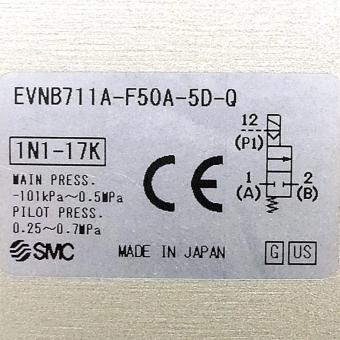 EVNB711A-F50A-5D-Q
1N1-17K
MAIN PRESS.
-101kPa~0.5MPa
PILOT PRESS.
0.25~0.7MPa
CE
12
(P1)
1 2
(A) (B)
SMC MADE IN JAPAN G US